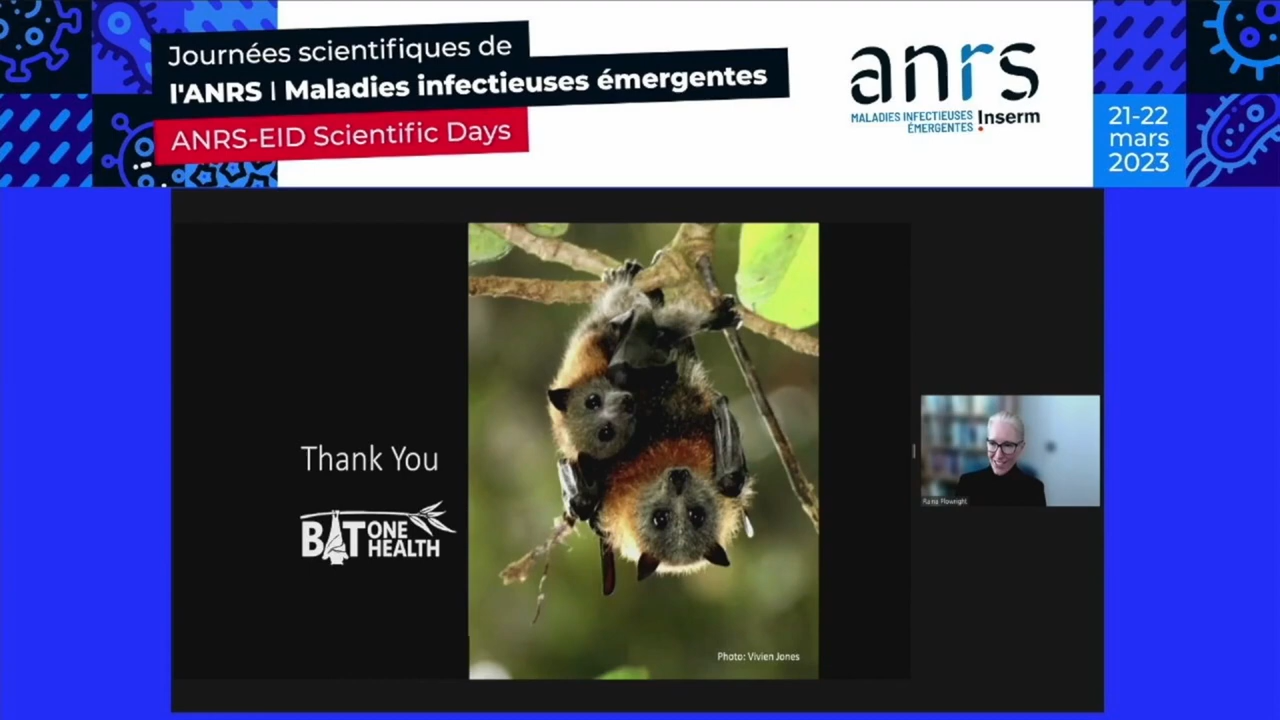 Journées scientifiques de
l'ANRS | Maladies infectieuses émergentes
ANRS-EID Scientific Days
anrs
MALADIES INFECTIEUSES
ÉMERGENTES
Inserm
21-22
mars
2023
Thank You
BAT ONE
HEALTH
Photo: Vivien Jones
Plowright